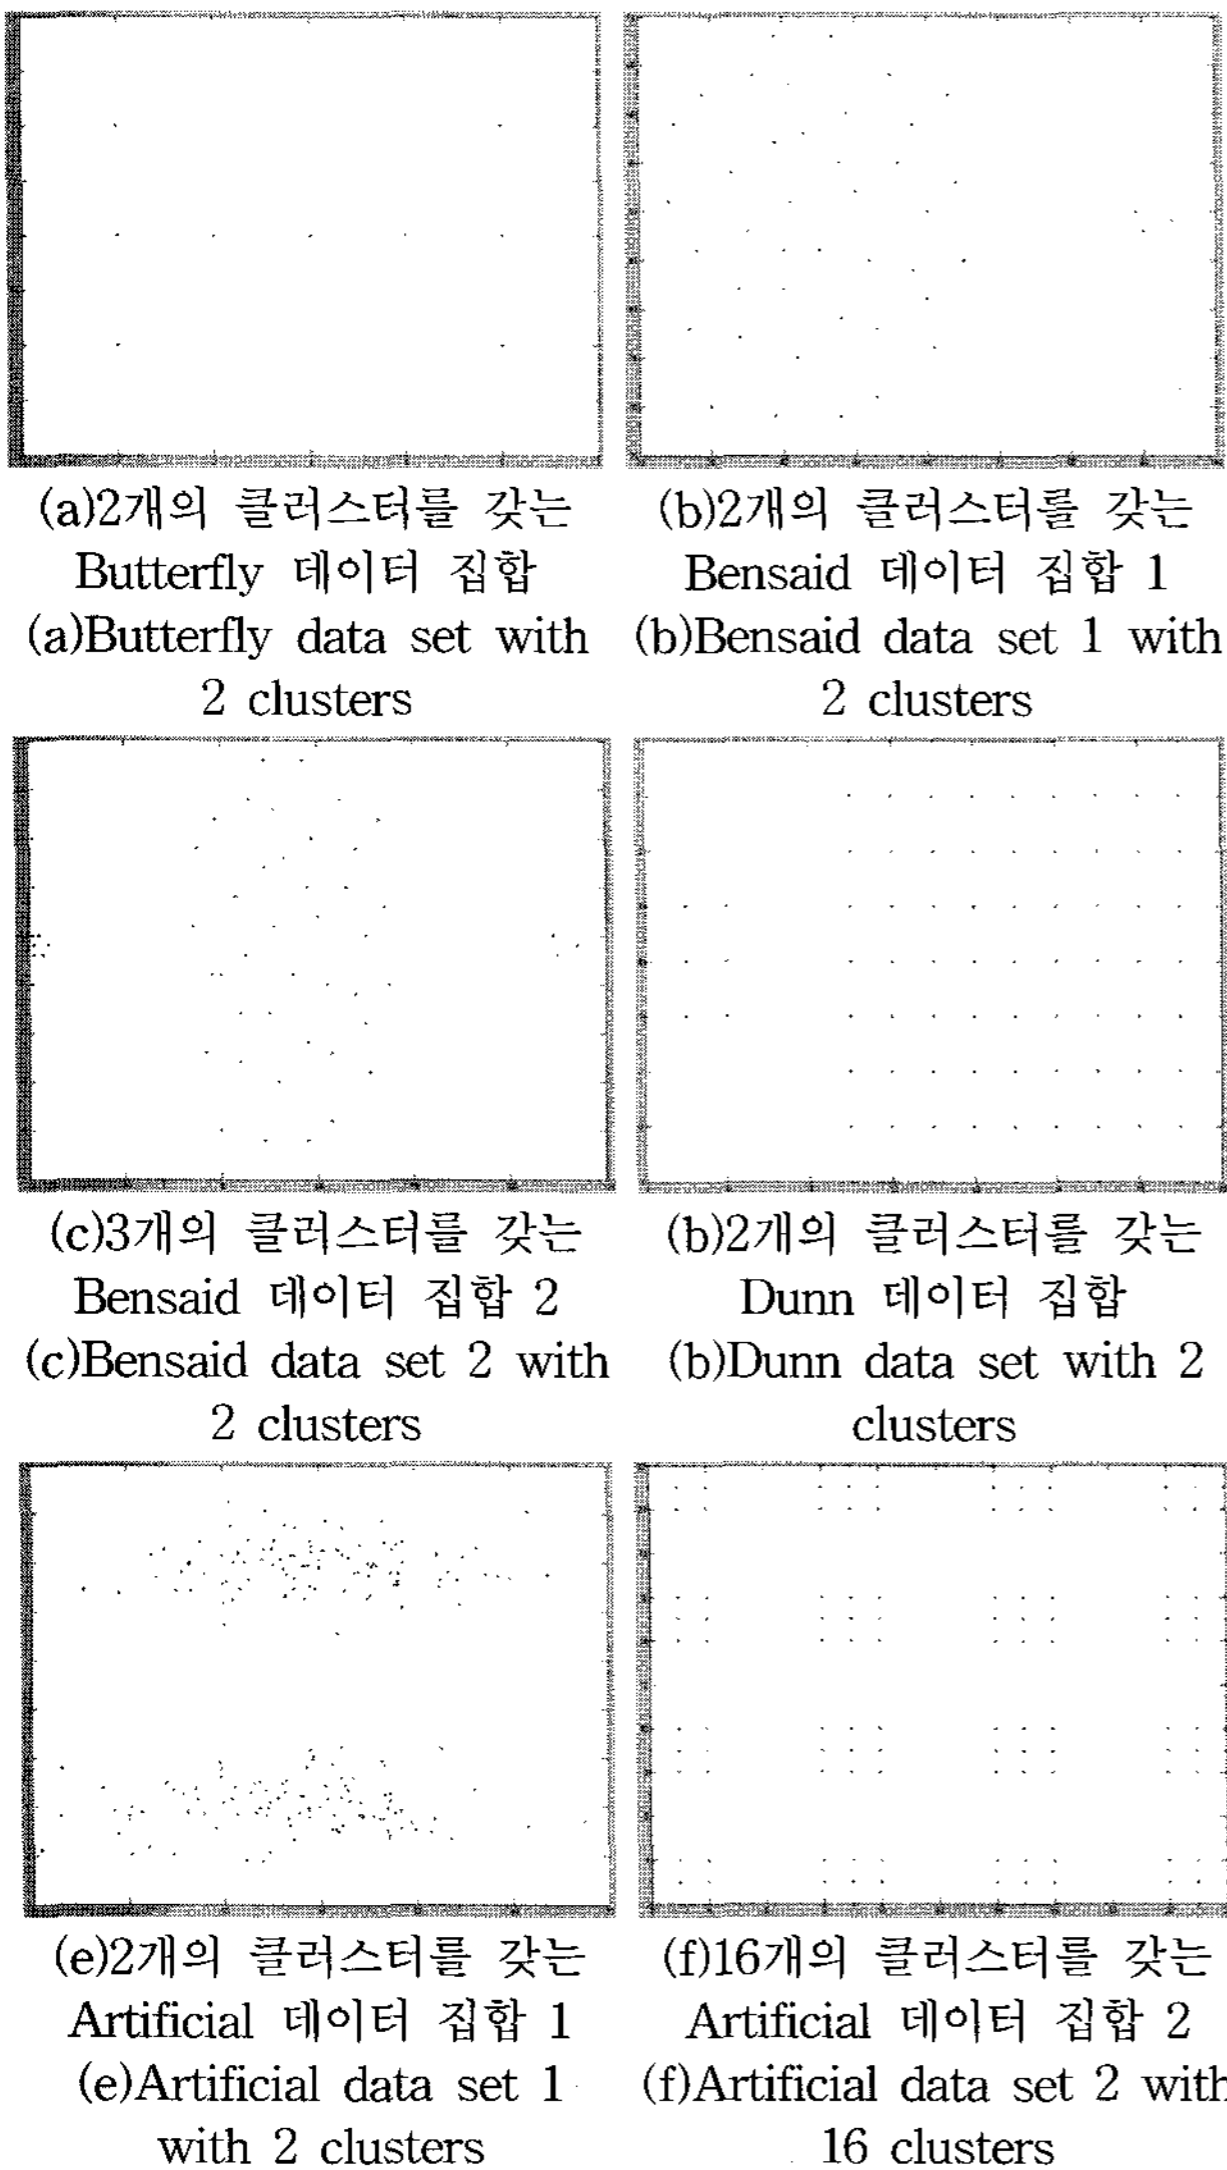 (a)2개의 클러스터를 갖는
Butterfly 데이터 집합
(a)Butterfly data set with
2 clusters
(b)2개의 클러스터를 갖는
Bensaid 데이터 집합 1
(b)Bensaid data set 1 with
2 clusters
(c)3개의 클러스터를 갖는
Bensaid 데이터 집합 2
(c)Bensaid data set 2 with
2 clusters
(b)2개의 클러스터를 갖는
Dunn 데이터 집합
(b)Dunn data set with 2
clusters
(e)2개의 클러스터를 갖는
Artificial 데이터 집합 1
(e)Artificial data set 1
with 2 clusters
(f)16개의 클러스터를 갖는
Artificial 데이터 집합 2
(f)Artificial data set 2 with
16 clusters